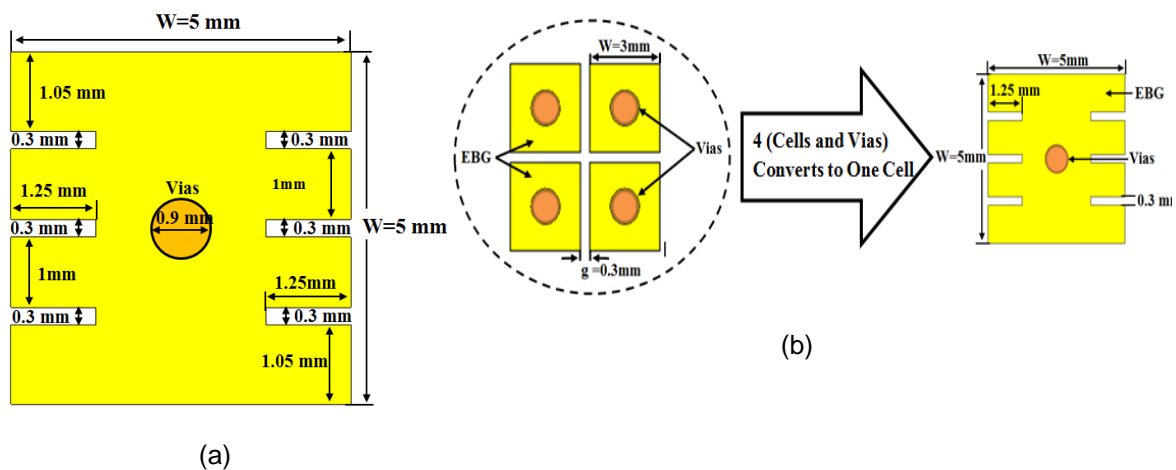 W=5 mm
1.05 mm
0.3 mm
0.3 mm
1.25 mm
Vias
1mm
0.3 mm
0.9 mm
0.3 mm
W=5 mm
1mm
1.25mm
0.3 mm
0.3 mm
1.05 mm
(a)
W=3mm
EBG
Vias
g =0.3mm
4 (Cells and Vias)
Converts to One Cell
W=5mm
1.25 mm
EBG
W=5mm
Vias
0.3 mm
(b)